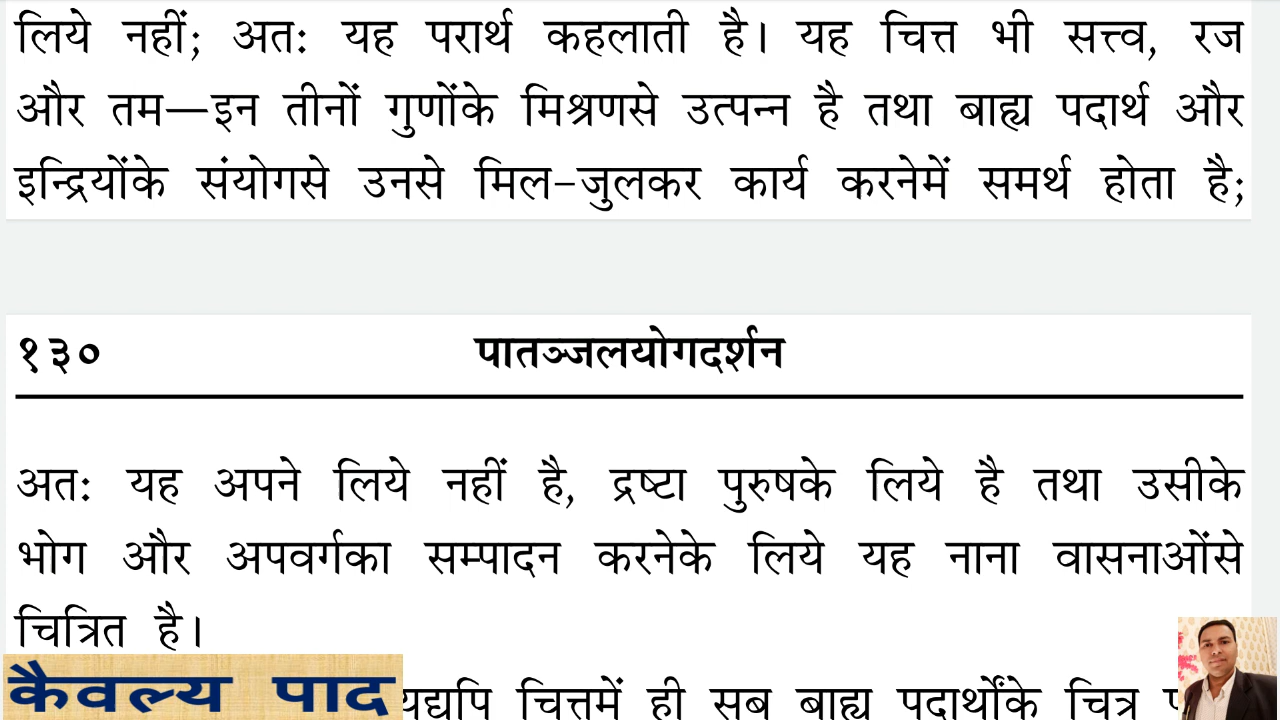 लिये नहीं; अतः यह परार्थ कहलाती है। यह चित्त भी सत्त्व, रज
और तम—इन तीनों गुणोंके मिश्रणसे उत्पन्न है तथा बाह्य पदार्थ और
इन्द्रियोंके संयोगसे उनसे मिल-जुलकर कार्य करनेमें समर्थ होता है;
१३० पातञ्जलयोगदर्शन
अतः यह अपने लिये नहीं है, द्रष्टा पुरुषके लिये है तथा उसीके
भोग और अपवर्गका सम्पादन करनेके लिये यह नाना वासनाओंसे
चित्रित है।
कैवल्य पाद
यद्यपि चित्तमें ही सब बाह्य पदार्थोंके चित्र